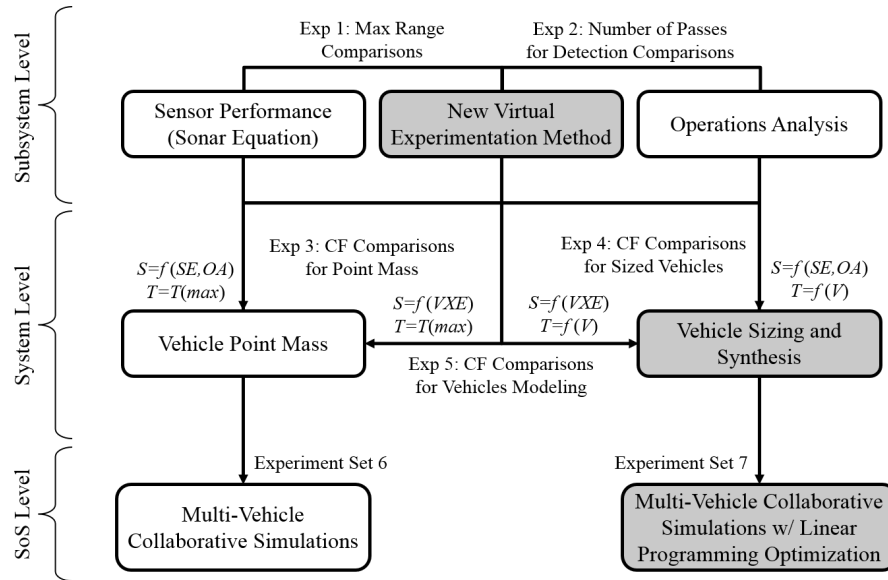 Subsystem Level
Exp 1: Max Range
Comparisons
Exp 2: Number of Passes
for Detection Comparisons
Sensor Performance
(Sonar Equation)
New Virtual
Experimentation Method
Operations Analysis
System Level
Exp 3: CF Comparisons
for Point Mass
Exp 4: CF Comparisons
for Sized Vehicles
S=f(SE,OA)
T=T(max)
S=f(VXE)
T=T(max)
S=f(VXE)
T=f(V)
S=f(SE,OA)
T=f(V)
Vehicle Point Mass
Exp 5: CF Comparisons
for Vehicles Modeling
Vehicle Sizing and
Synthesis
SoS Level
Experiment Set 6
Experiment Set 7
Multi-Vehicle
Collaborative Simulations
Multi-Vehicle Collaborative
Simulations w/ Linear
Programming Optimization